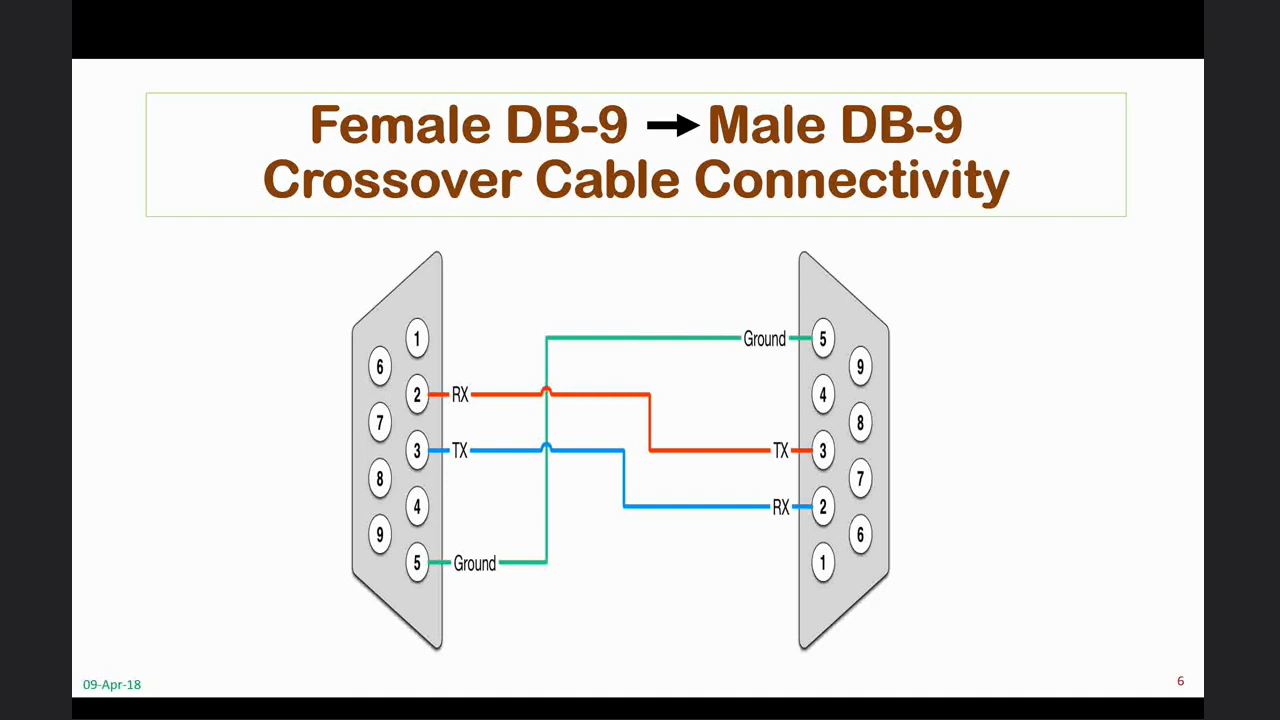 Female DB-9 → Male DB-9
Crossover Cable Connectivity
1
6
2
7
3
8
4
9
5
RX
TX
Ground
Ground
TX
RX
5
9
4
8
3
7
2
6
1
09-Apr-18
6